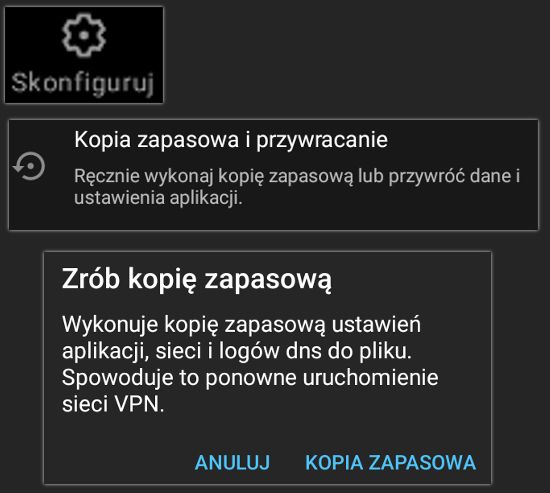 Skonfiguruj
Kopia zapasowa i przywracanie
Ręcznie wykonaj kopię zapasową lub przywróć dane i
ustawienia aplikacji.
Zrób kopię zapasową
Wykonuje kopię zapasową ustawień
aplikacji, sieci i logów dns do pliku.
Spowoduje to ponowne uruchomienie
sieci VPN.
ANULUJ KOPIA ZAPASOWA